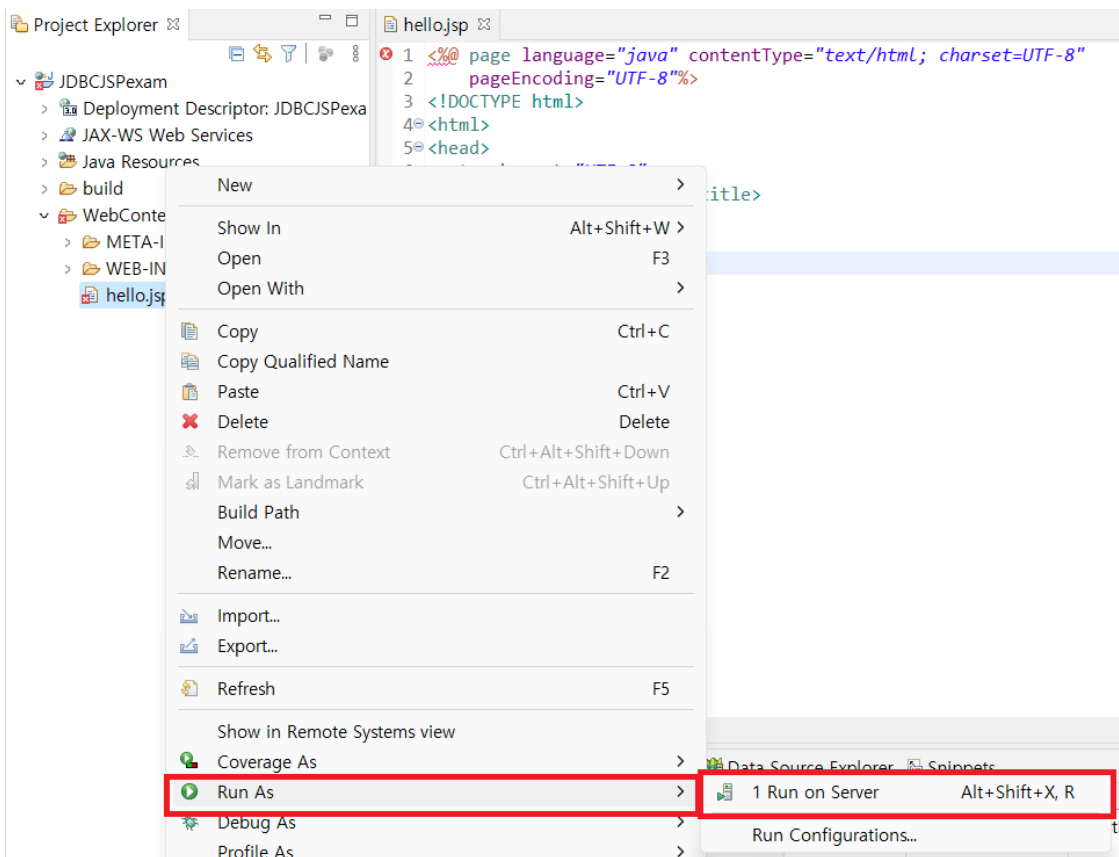 Project Explorer
hello.jsp
JDBCJSPexam
Deployment Descriptor: JDBCJSPexa
JAX-WS Web Services
Java Resources
build
WebConte
META-I
WEB-IN
hello.jsp
1 <%@ page language="java" contentType="text/html; charset=UTF-8"
2 pageEncoding="UTF-8"%>
3 <!DOCTYPE html>
4 <html>
5 <head>
itle>
New
Show In Alt+Shift+W
Open F3
Open With
Copy Ctrl+C
Copy Qualified Name
Paste Ctrl+V
Delete Delete
Remove from Context Ctrl+Alt+Shift+Down
Mark as Landmark Ctrl+Alt+Shift+Up
Build Path
Move...
Rename... F2
Import...
Export...
Refresh F5
Show in Remote Systems view
Coverage As
Run As
Debug As
Profile As
Data Source Explorer Snippets
1 Run on Server Alt+Shift+X, R
Run Configurations...